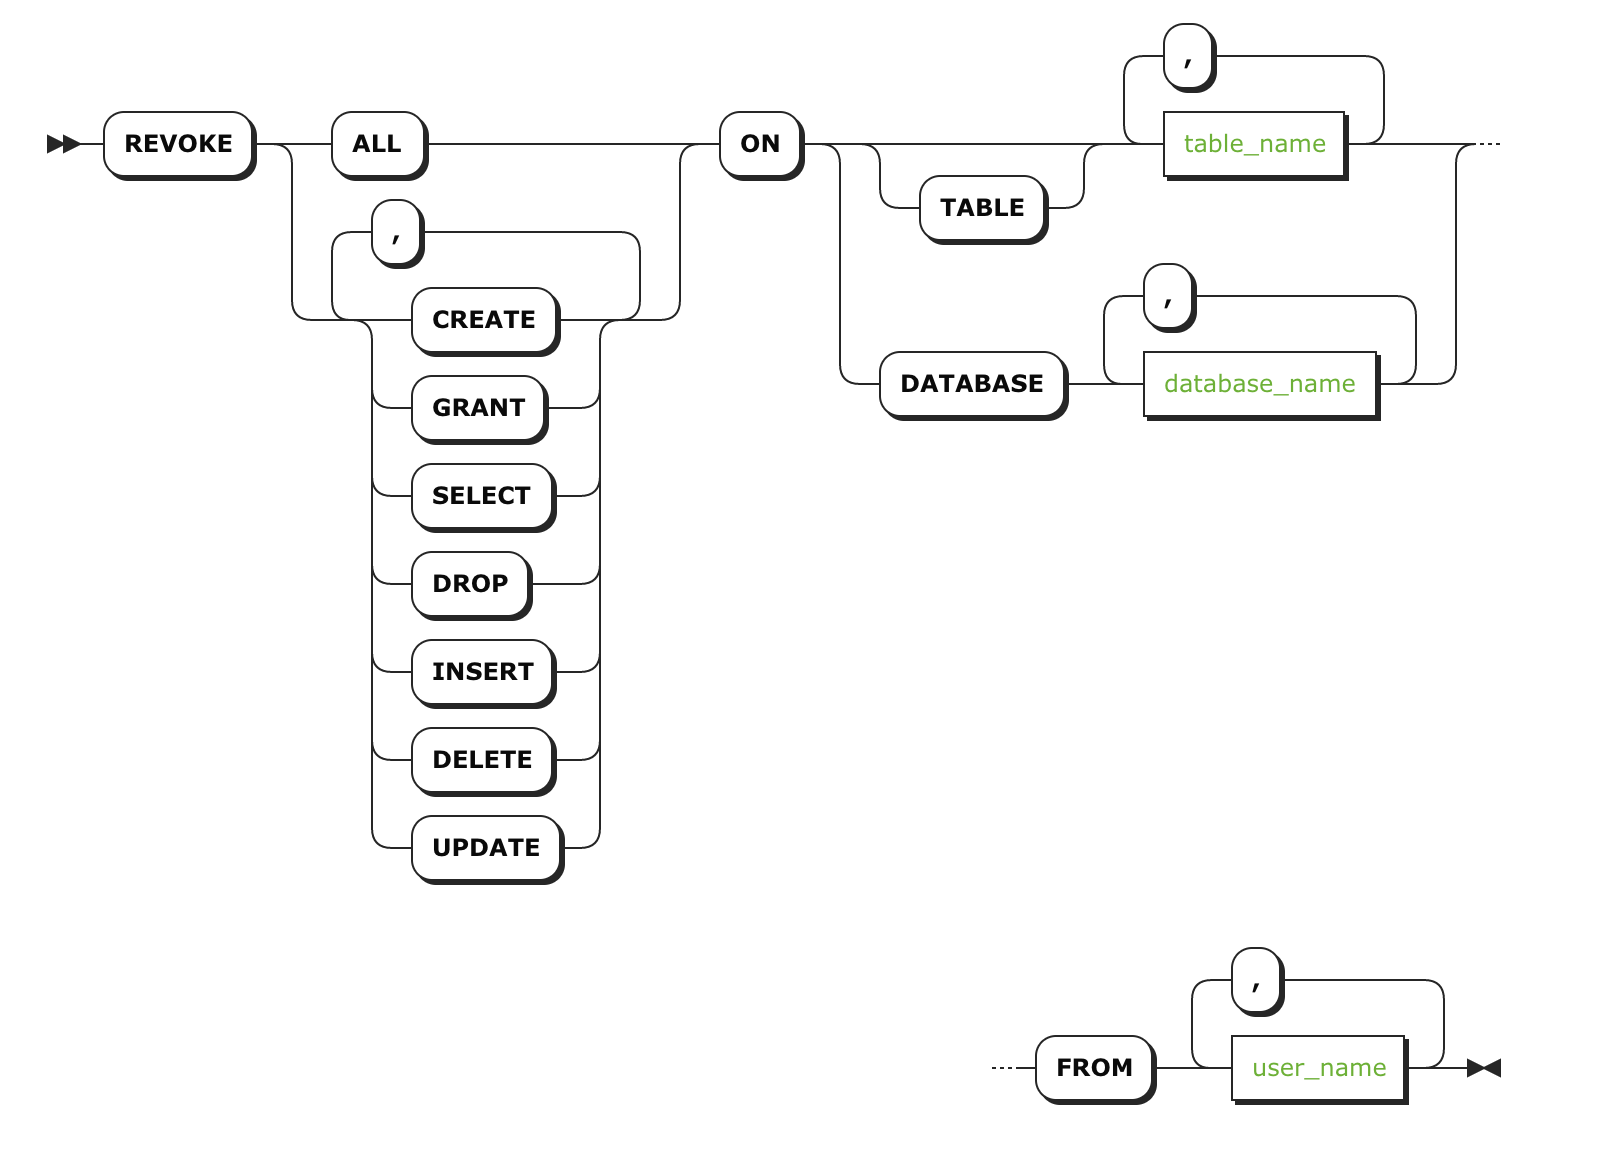 ,
REVOKE ALL ON table_name
TABLE
,
CREATE
,
DATABASE database_name
GRANT
SELECT
DROP
INSERT
DELETE
UPDATE
,
FROM user_name